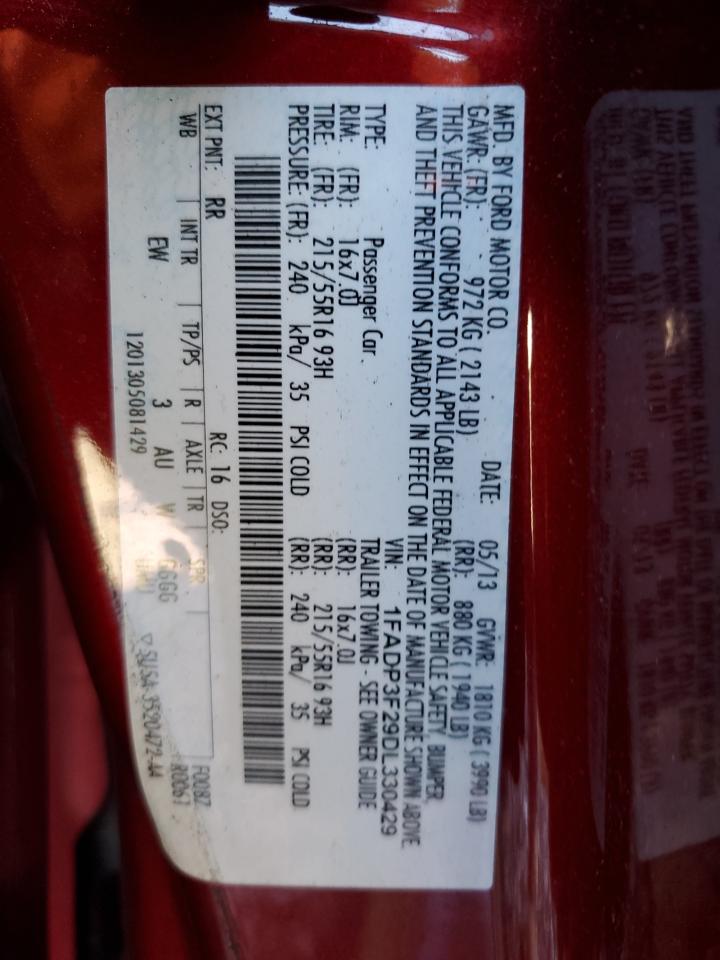 MFD. BY FORD MOTOR CO.
DATE: 05/13 GVWR: 1810 KG ( 3990 LB)
GAWR: (FR): 972 KG ( 2143 LB) (RR): 880 KG ( 1940 LB)
THIS VEHICLE CONFORMS TO ALL APPLICABLE FEDERAL MOTOR VEHICLE SAFETY, BUMPER,
AND THEFT PREVENTION STANDARDS IN EFFECT ON THE DATE OF MANUFACTURE SHOWN ABOVE.
VIN: 1FADP3F29DL330429
TYPE: Passenger Car. TRAILER TOWING - SEE OWNER GUIDE
RIM: (FR): 16x7.0J (RR): 16x7.0J
TIRE: (FR): 215/55R16 93H (RR): 215/55R16 93H
PRESSURE: (FR): 240 kPa/ 35 PSI COLD (RR): 240 kPa/ 35 PSI COLD
EXT PNT: RR RC: 16 DSO: F0087
R0061
WB INT TR TP/PS R AXLE TR SPR
EW 3 AU
1201305081429